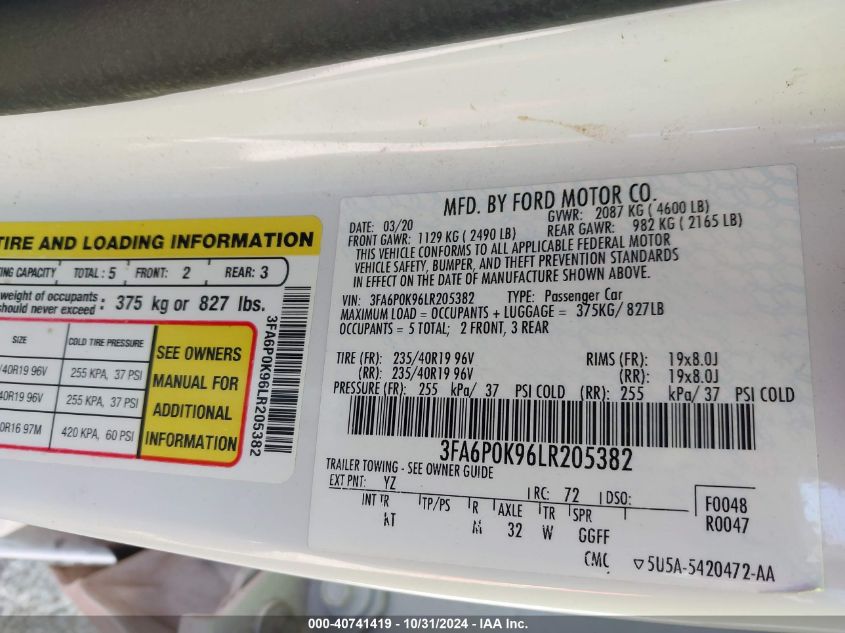 TIRE AND LOADING INFORMATION
CAPACITY TOTAL : 5 FRONT: 2 REAR: 3
weight of occupants
should never exceed : 375 kg or 827 lbs.
SIZE COLD TIRE PRESSURE
/40R19 96V 255 KPA, 37 PSI
40R19 96V 255 KPA, 37 PSI
0R16 97M 420 KPA, 60 PSI
SEE OWNERS
MANUAL FOR
ADDITIONAL
INFORMATION
3FA6P0K96LR205382
MFD. BY FORD MOTOR CO.
DATE: 03/20 GVWR: 2087 KG ( 4600 LB)
FRONT GAWR: 1129 KG ( 2490 LB) REAR GAWR: 982 KG ( 2165 LB)
THIS VEHICLE CONFORMS TO ALL APPLICABLE FEDERAL MOTOR
VEHICLE SAFETY, BUMPER, AND THEFT PREVENTION STANDARDS
IN EFFECT ON THE DATE OF MANUFACTURE SHOWN ABOVE.
VIN: 3FA6P0K96LR205382 TYPE: Passenger Car
MAXIMUM LOAD = OCCUPANTS + LUGGAGE = 375KG/ 827LB
OCCUPANTS = 5 TOTAL; 2 FRONT, 3 REAR
TIRE (FR): 235/40R19 96V RIMS (FR): 19x8.0J
(RR): 235/40R19 96V (RR): 19x8.0J
PRESSURE (FR): 255 kPa/ 37 PSI COLD (RR): 255 kPa/ 37 PSI COLD
3FA6P0K96LR205382
TRAILER TOWING - SEE OWNER GUIDE
EXT PNT: YZ RC: 72 DSO: F0048
INT TR TP/PS R AXLE TR SPR R0047
KT M 32 W GGFF
CMC ▽5U5A-5420472-AA
000-40741419 - 10/31/2024 - IAA Inc.